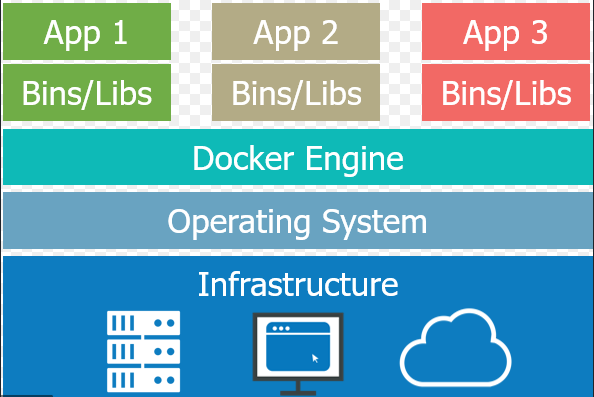 App 1
App 2
App 3
Bins/Libs
Bins/Libs
Bins/Libs
Docker Engine
Operating System
Infrastructure